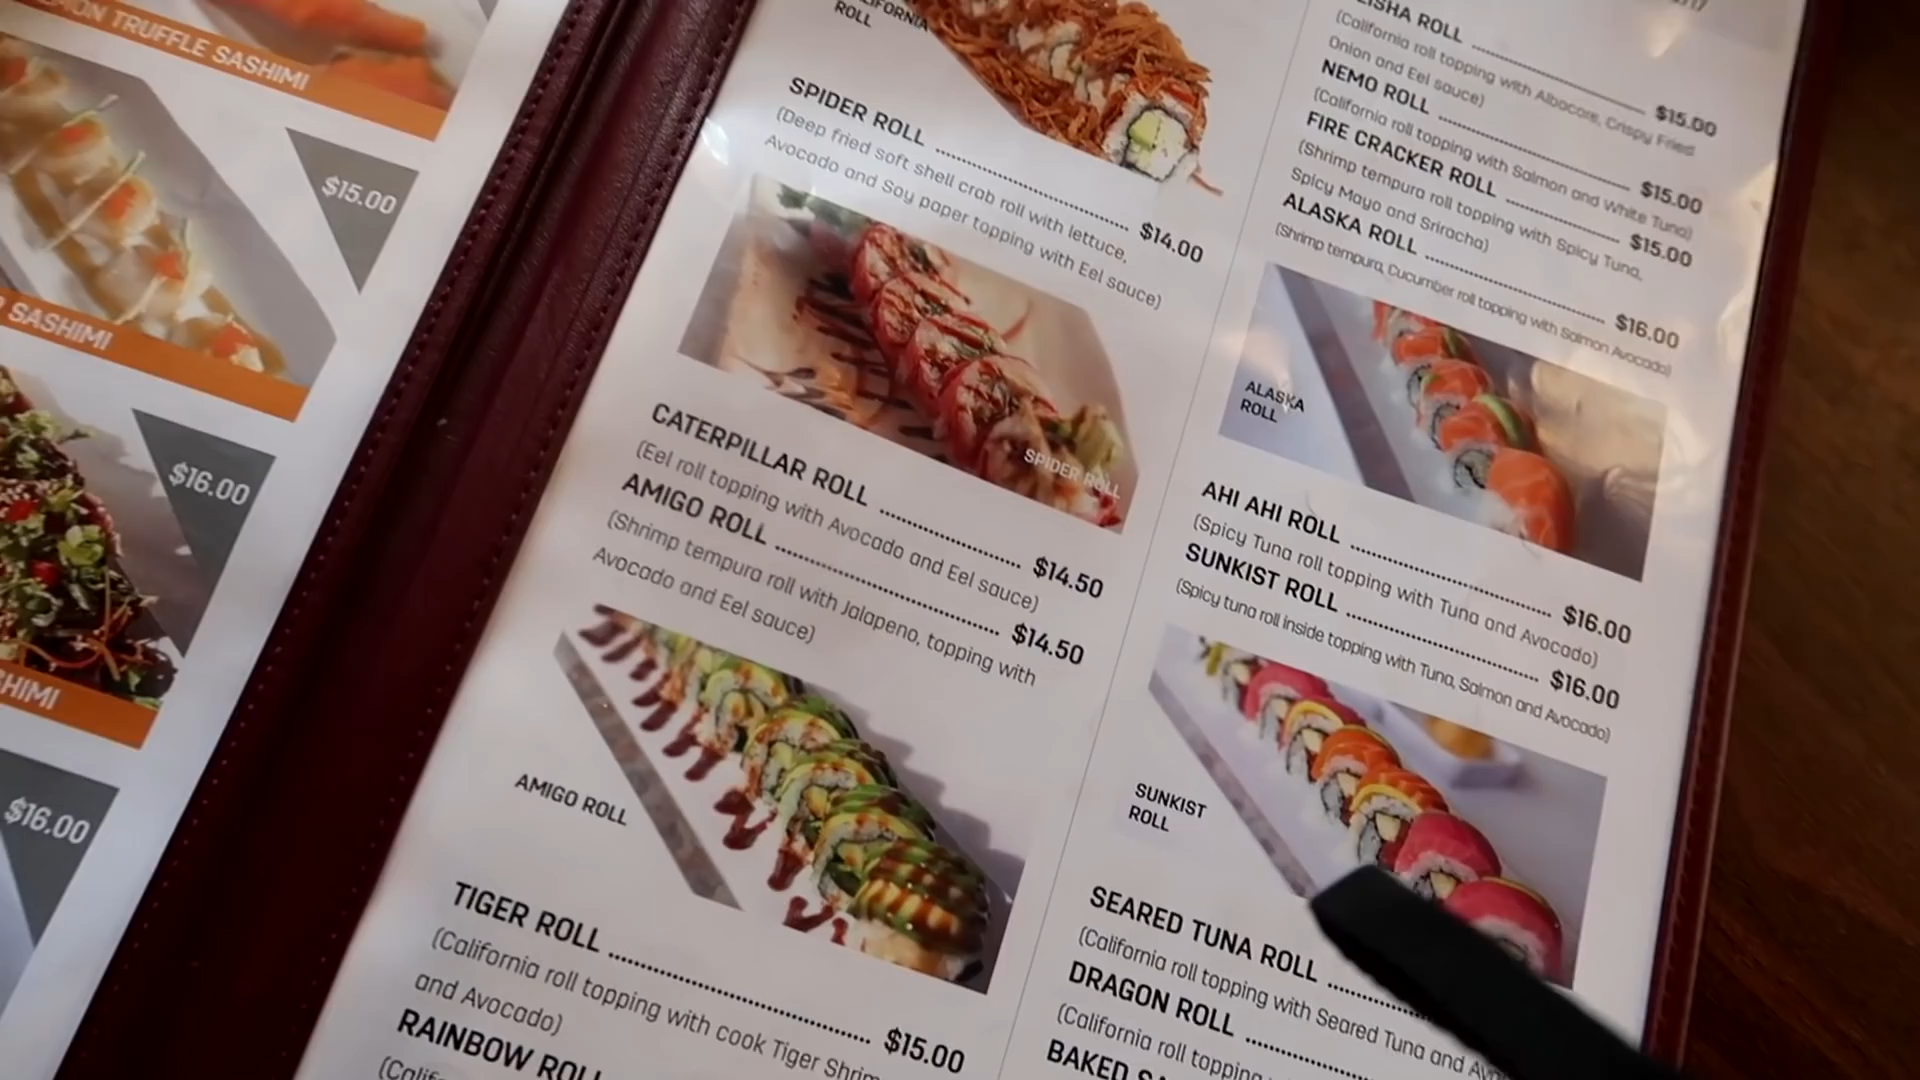 TRUFFLE SASHIMI
$15.00
SASHIMI
$16.00
$16.00
ROLL
SPIDER ROLL $14.00
(Deep fried soft shell crab roll with lettuce,
Avocado and Soy paper topping with Eel sauce)
SPIDER ROLL
CATERPILLAR ROLL $14.50
(Eel roll topping with Avocado and Eel sauce)
AMIGO ROLL $14.50
(Shrimp tempura roll with Jalapeno, topping with
Avocado and Eel sauce)
AMIGO ROLL
TIGER ROLL $15.00
(California roll topping with cook Tiger
and Avocado)
RAINBOW
ROLL $15.00
(California roll topping with Albacore, Crispy Fried
Onion and Eel sauce)
NEMO ROLL $15.00
(California roll topping with Salmon and White Tuna)
FIRE CRACKER ROLL $15.00
(Shrimp tempura roll topping with Spicy Tuna,
Spicy Mayo and Sriracha)
ALASKA ROLL $16.00
(Shrimp tempura, Cucumber roll topping with Salmon Avocado)
ALASKA
ROLL
AHI AHI ROLL $16.00
(Spicy Tuna roll topping with Tuna and Avocado)
SUNKIST ROLL $16.00
(Spicy tuna roll inside topping with Tuna, Salmon and Avocado)
SUNKIST
ROLL
SEARED TUNA ROLL
(California roll topping with Seared Tuna and
DRAGON ROLL
(California roll topping
BAKED